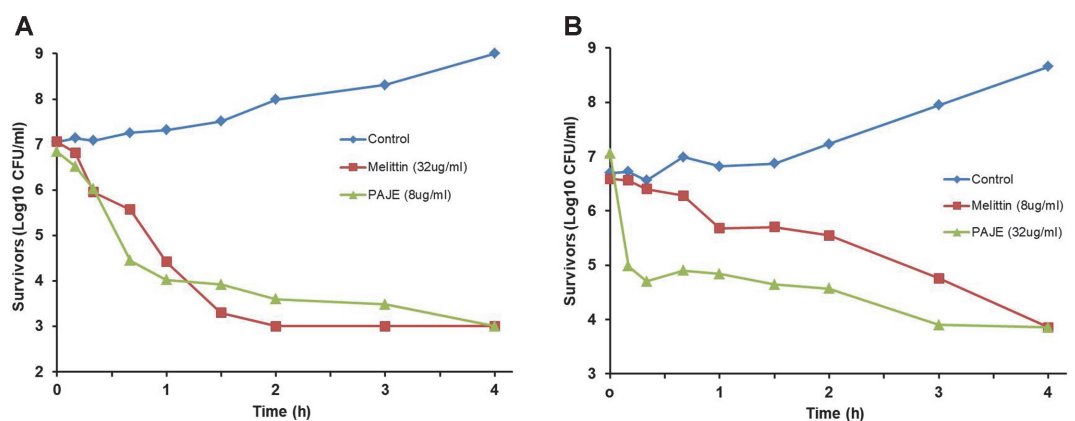 A
Survivors (Log10 CFU/ml)
9
8
7
6
5
4
3
2
0
1
2
3
4
Time (h)
Control
Melittin (32ug/ml)
PAJE (8ug/ml)
B
Survivors (Log10 CFU/ml)
9
8
7
6
5
4
3
o
1
2
3
4
Time (h)
Control
Melittin (8ug/ml)
PAJE (32ug/ml)